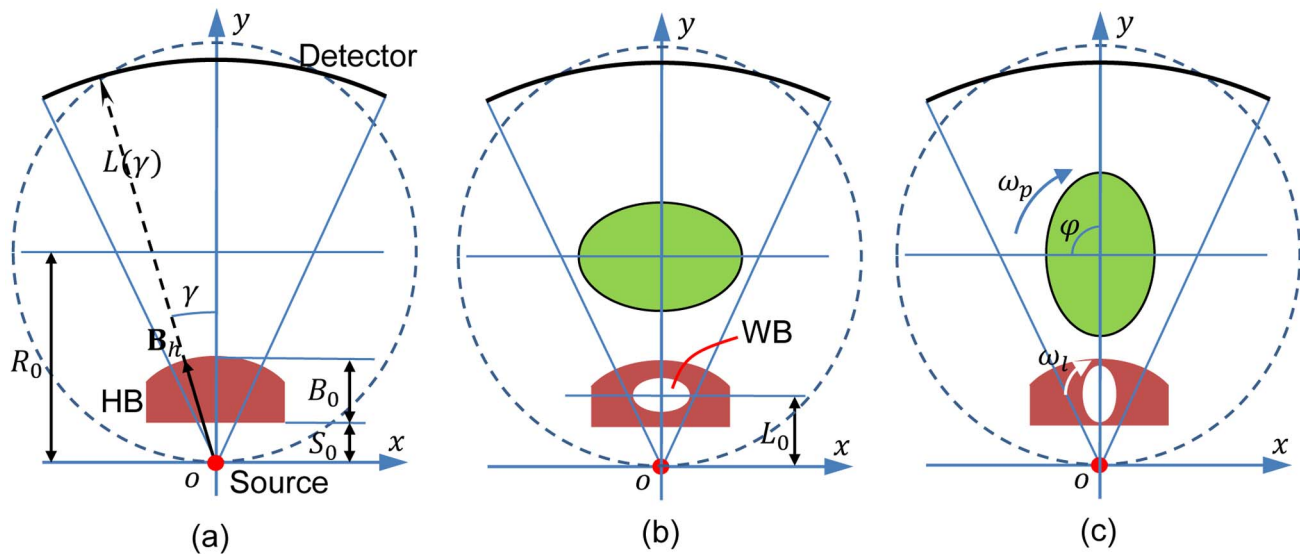 y
Detector
L(γ)
γ
R₀
𝐁ₕ
HB
B₀
S₀
x
o
Source
(a)
y
WB
L₀
x
o
(b)
y
ωₚ
φ
ωₗ
x
o
(c)